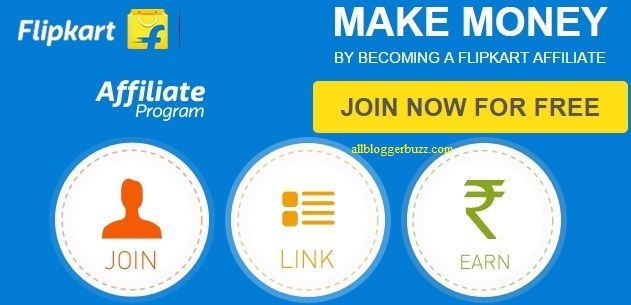 Flipkart
MAKE MONEY
BY BECOMING A FLIPKART AFFILIATE
Affiliate
Program
JOIN NOW FOR FREE
allbloggerbuzz.com
JOIN
LINK
₹
EARN